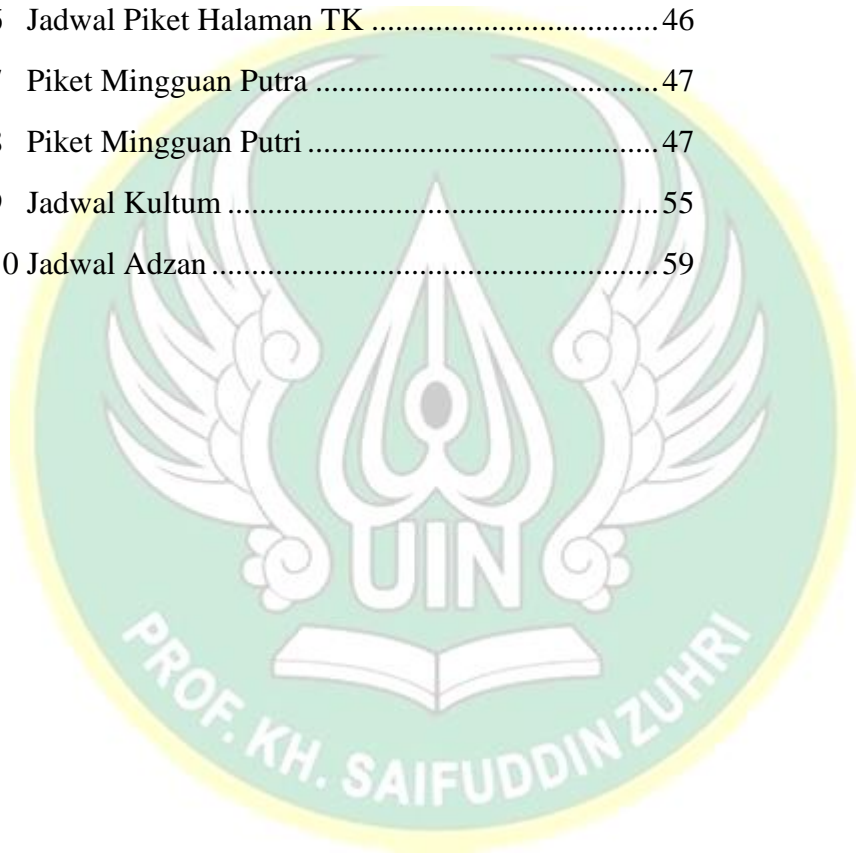 Jadwal Piket Halaman TK .................................... 46
Piket Mingguan Putra ........................................... 47
Piket Mingguan Putri ............................................ 47
Jadwal Kultum ...................................................... 55
0 Jadwal Adzan ........................................................ 59
UIN
PROF. KH. SAIFUDDIN ZUHRI